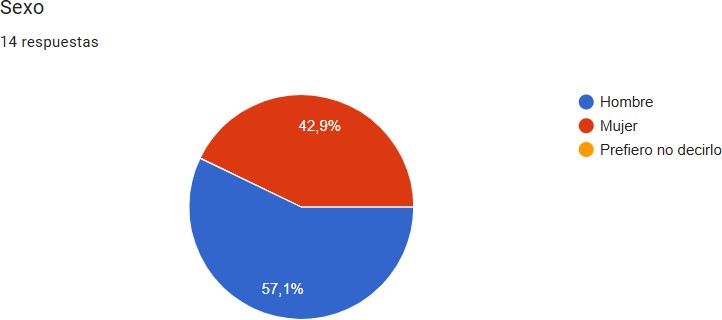 Sexo
14 respuestas
42,9%
57,1%
Hombre
Mujer
Prefiero no decirlo